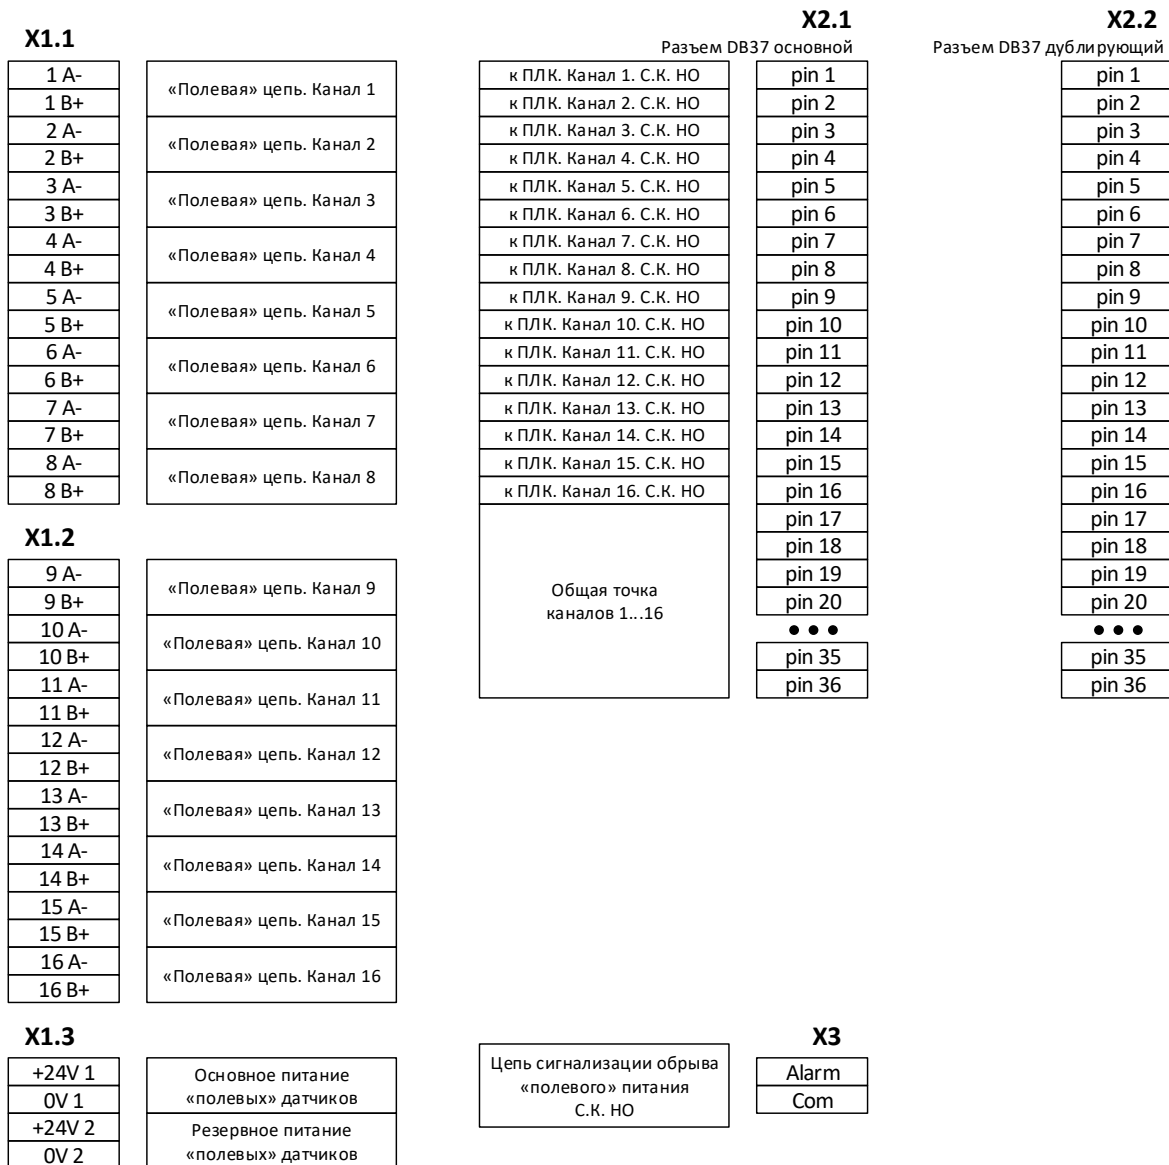 X1.1
1 A-
1 B+
2 A-
2 B+
3 A-
3 B+
4 A-
4 B+
5 A-
5 B+
6 A-
6 B+
7 A-
7 B+
8 A-
8 B+
«Полевая» цепь. Канал 1
«Полевая» цепь. Канал 2
«Полевая» цепь. Канал 3
«Полевая» цепь. Канал 4
«Полевая» цепь. Канал 5
«Полевая» цепь. Канал 6
«Полевая» цепь. Канал 7
«Полевая» цепь. Канал 8
X1.2
9 A-
9 B+
10 A-
10 B+
11 A-
11 B+
12 A-
12 B+
13 A-
13 B+
14 A-
14 B+
15 A-
15 B+
16 A-
16 B+
«Полевая» цепь. Канал 9
«Полевая» цепь. Канал 10
«Полевая» цепь. Канал 11
«Полевая» цепь. Канал 12
«Полевая» цепь. Канал 13
«Полевая» цепь. Канал 14
«Полевая» цепь. Канал 15
«Полевая» цепь. Канал 16
X1.3
+24V 1
0V 1
+24V 2
0V 2
Основное питание
«полевых» датчиков
Резервное питание
«полевых» датчиков
X2.1
Разъем DB37 основной
к ПЛК. Канал 1. С.К. НО
к ПЛК. Канал 2. С.К. НО
к ПЛК. Канал 3. С.К. НО
к ПЛК. Канал 4. С.К. НО
к ПЛК. Канал 5. С.К. НО
к ПЛК. Канал 6. С.К. НО
к ПЛК. Канал 7. С.К. НО
к ПЛК. Канал 8. С.К. НО
к ПЛК. Канал 9. С.К. НО
к ПЛК. Канал 10. С.К. НО
к ПЛК. Канал 11. С.К. НО
к ПЛК. Канал 12. С.К. НО
к ПЛК. Канал 13. С.К. НО
к ПЛК. Канал 14. С.К. НО
к ПЛК. Канал 15. С.К. НО
к ПЛК. Канал 16. С.К. НО
Общая точка
каналов 1...16
pin 1
pin 2
pin 3
pin 4
pin 5
pin 6
pin 7
pin 8
pin 9
pin 10
pin 11
pin 12
pin 13
pin 14
pin 15
pin 16
pin 17
pin 18
pin 19
pin 20
•••
pin 35
pin 36
X2.2
Разъем DB37 дублирующий
pin 1
pin 2
pin 3
pin 4
pin 5
pin 6
pin 7
pin 8
pin 9
pin 10
pin 11
pin 12
pin 13
pin 14
pin 15
pin 16
pin 17
pin 18
pin 19
pin 20
•••
pin 35
pin 36
X3
Цепь сигнализации обрыва
«полевого» питания
С.К. НО
Alarm
Com